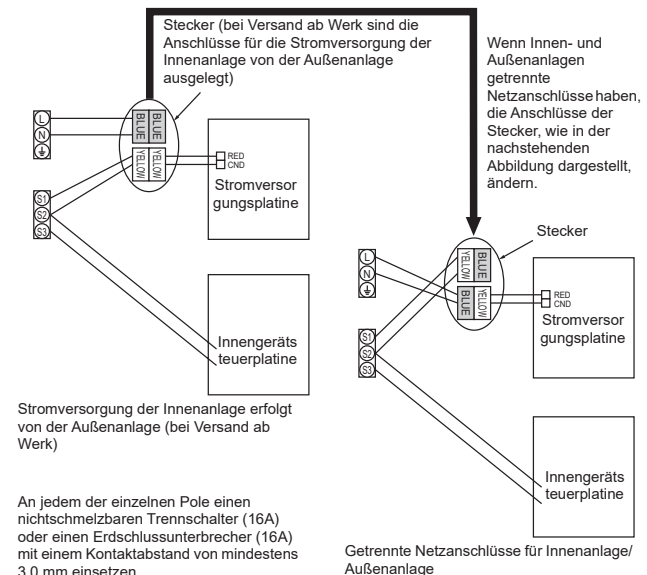 Stecker (bei Versand ab Werk sind die
Anschlüsse für die Stromversorgung der
Innenanlage von der Außenanlage
ausgelegt)
L
N
BLUE
BLUE
YELLOW
YELLOW
RED
CND
Stromversor
gungsplatine
S1
S2
S3
Innengeräts
teuerplatine
Stromversorgung der Innenanlage erfolgt
von der Außenanlage (bei Versand ab
Werk)
An jedem der einzelnen Pole einen
nichtschmelzbaren Trennschalter (16A)
oder einen Erdschlussunterbrecher (16A)
mit einem Kontaktabstand von mindestens
3,0 mm einsetzen
Wenn Innen- und
Außenanlagen
getrennte
Netzanschlüsse haben,
die Anschlüsse der
Stecker, wie in der
nachstehenden
Abbildung dargestellt,
ändern.
Stecker
L
N
YELLOW
BLUE
BLUE
YELLOW
RED
CND
Stromversor
gungsplatine
S1
S2
S3
Innengeräts
teuerplatine
Getrennte Netzanschlüsse für Innenanlage/
Außenanlage